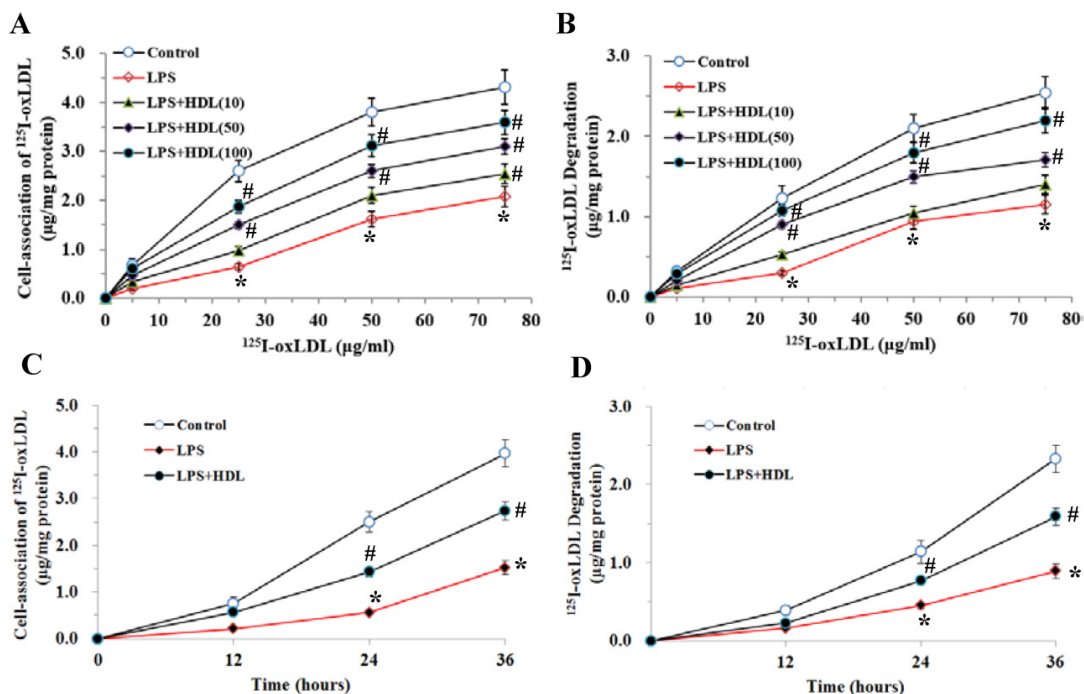 A
Cell-association of ¹²⁵I-oxLDL
(µg/mg protein)
5.0
4.0
3.0
2.0
1.0
0.0
Control
LPS
LPS+HDL(10)
LPS+HDL(50)
LPS+HDL(100)
#
#
#
#
#
#
#
*
*
*
0
10
20
30
40
50
60
70
80
¹²⁵I-oxLDL (µg/ml)
B
¹²⁵I-oxLDL Degradation
(µg/mg protein)
3.0
2.0
1.0
0.0
Control
LPS
LPS+HDL(10)
LPS+HDL(50)
LPS+HDL(100)
#
#
#
#
#
#
*
*
*
0
10
20
30
40
50
60
70
80
¹²⁵I-oxLDL (µg/ml)
C
Cell-association of ¹²⁵I-oxLDL
(µg/mg protein)
5.0
4.0
3.0
2.0
1.0
0.0
Control
LPS
LPS+HDL
#
#
*
*
0
12
24
36
Time (hours)
D
¹²⁵I-oxLDL Degradation
(µg/mg protein)
3.0
2.0
1.0
0.0
Control
LPS
LPS+HDL
#
#
*
*
12
24
36
Time (hours)